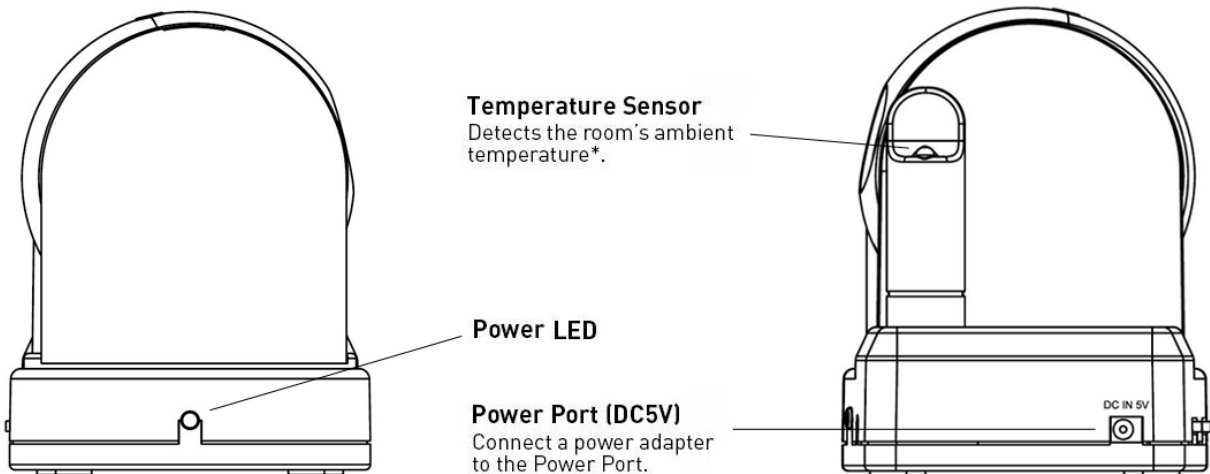 Temperature Sensor
Detects the room's ambient
temperature*.
Power LED
Power Port (DC5V)
Connect a power adapter
to the Power Port.
DC IN 5V